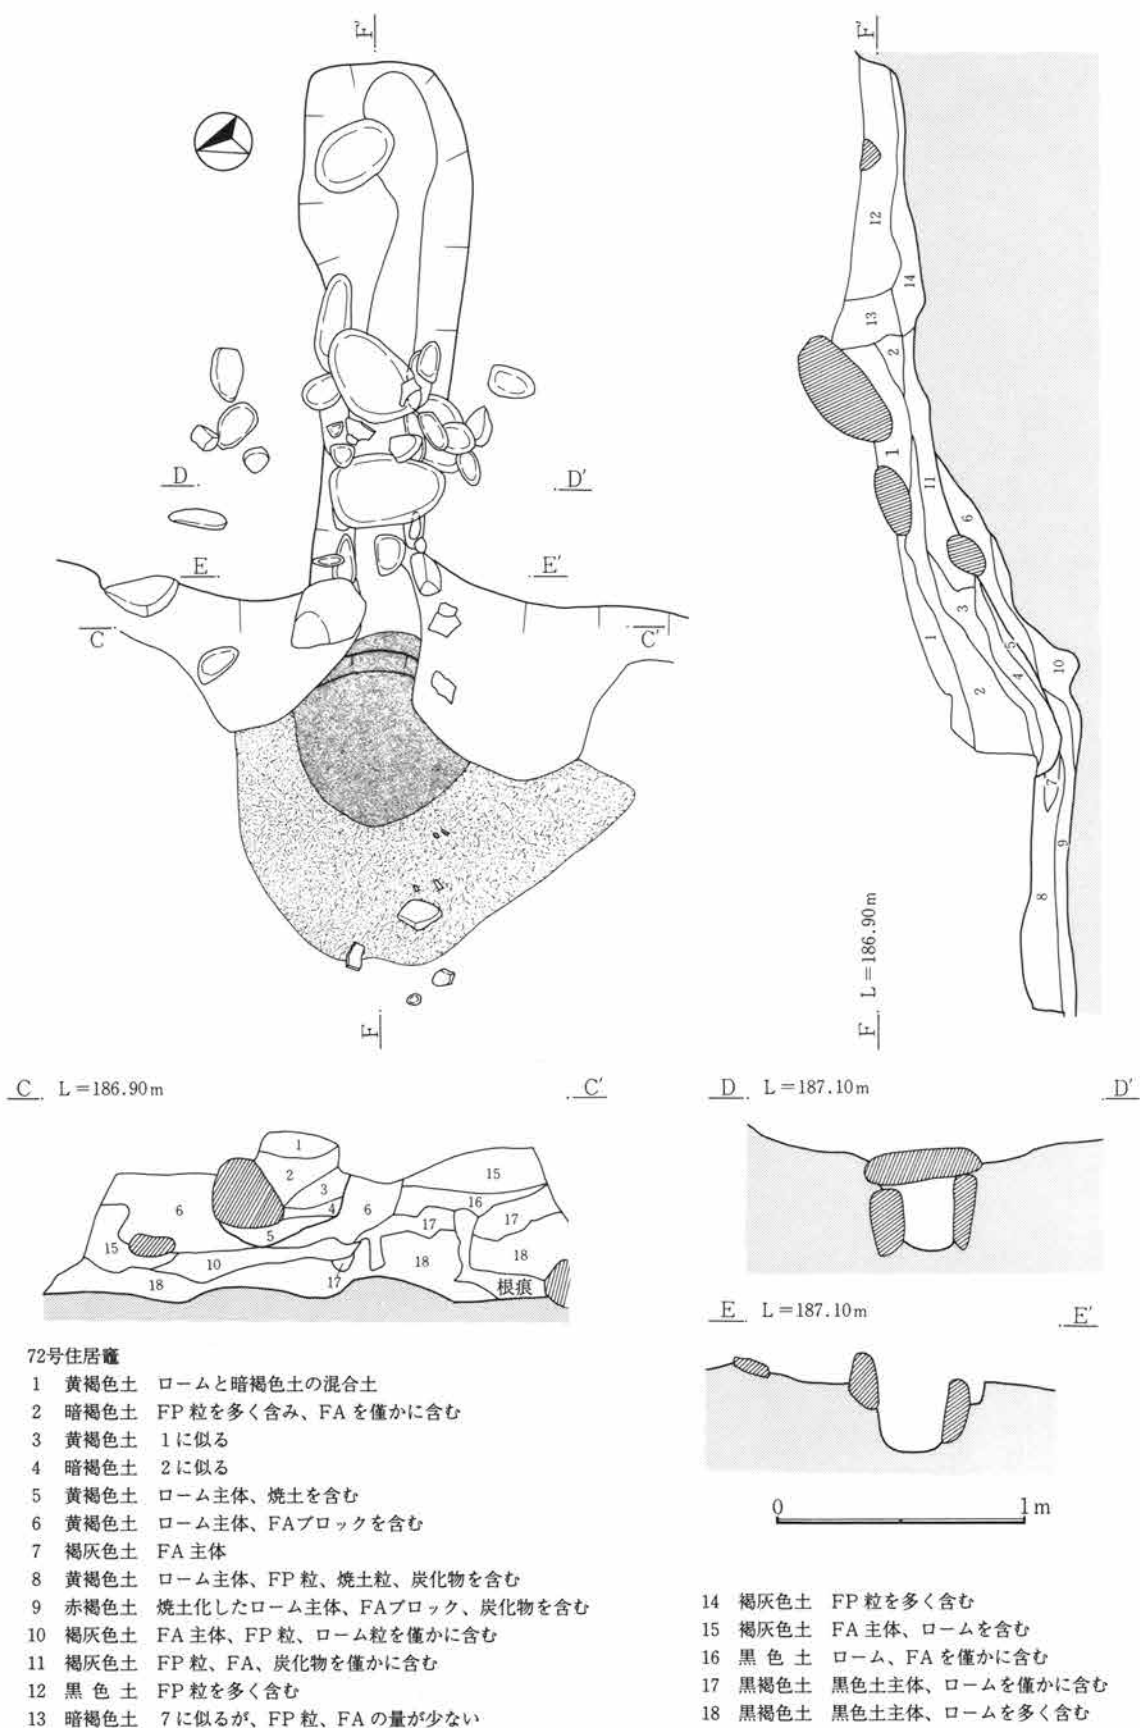 F'
F'
12
14
13
2
D
D'
1
11
6
E
E'
3
C
C'
1
5
10
4
2
7
9
8
F L=186.90m
F
C L=186.90m C'
D L=187.10m D'
1
2
15
3
16
6
4
6
17
17
5
15
10
18
18
18
17
根痕
E L=187.10m E'
0 1m
72号住居竈
1 黄褐色土 ロームと暗褐色土の混合土
2 暗褐色土 FP粒を多く含み、FAを僅かに含む
3 黄褐色土 1に似る
4 暗褐色土 2に似る
5 黄褐色土 ローム主体、焼土を含む
6 黄褐色土 ローム主体、FAブロックを含む
7 褐灰色土 FA主体
8 黄褐色土 ローム主体、FP粒、焼土粒、炭化物を含む
9 赤褐色土 焼土化したローム主体、FAブロック、炭化物を含む
10 褐灰色土 FA主体、FP粒、ローム粒を僅かに含む
11 褐灰色土 FP粒、FA、炭化物を僅かに含む
12 黒色土 FP粒を多く含む
13 暗褐色土 7に似るが、FP粒、FAの量が少ない
14 褐灰色土 FP粒を多く含む
15 褐灰色土 FA主体、ロームを含む
16 黒色土 ローム、FAを僅かに含む
17 黒褐色土 黒色土主体、ロームを僅かに含む
18 黒褐色土 黒色土主体、ロームを多く含む